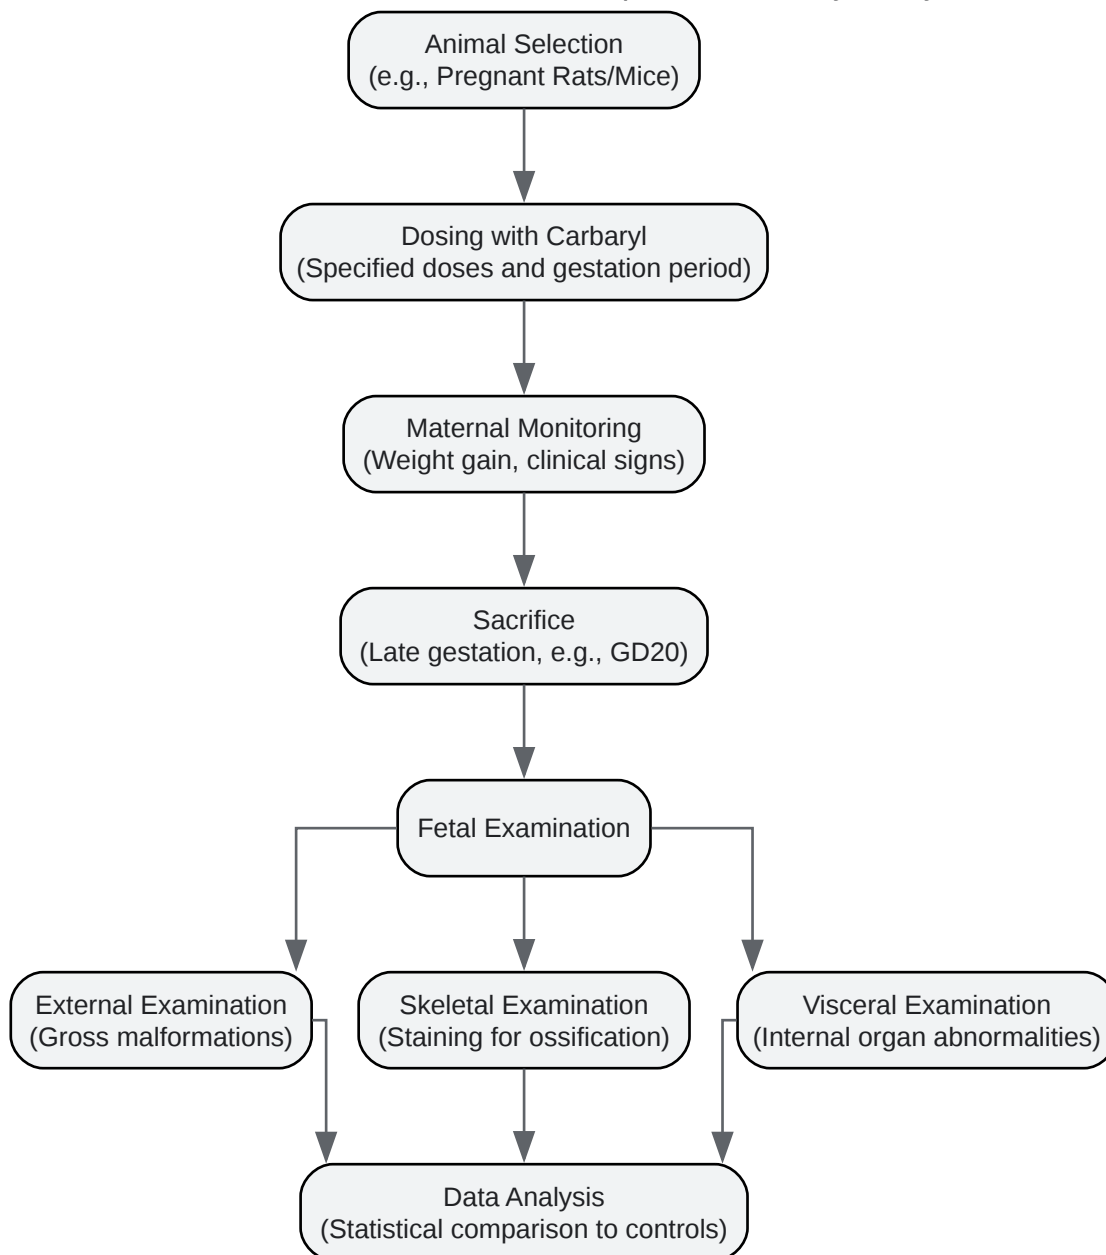 Animal Selection
(e.g., Pregnant Rats/Mice)
Dosing with Carbaryl
(Specified doses and gestation period)
Maternal Monitoring
(Weight gain, clinical signs)
Sacrifice
(Late gestation, e.g., GD20)
Fetal Examination
External Examination
(Gross malformations)
Skeletal Examination
(Staining for ossification)
Visceral Examination
(Internal organ abnormalities)
Data Analysis
(Statistical comparison to controls)